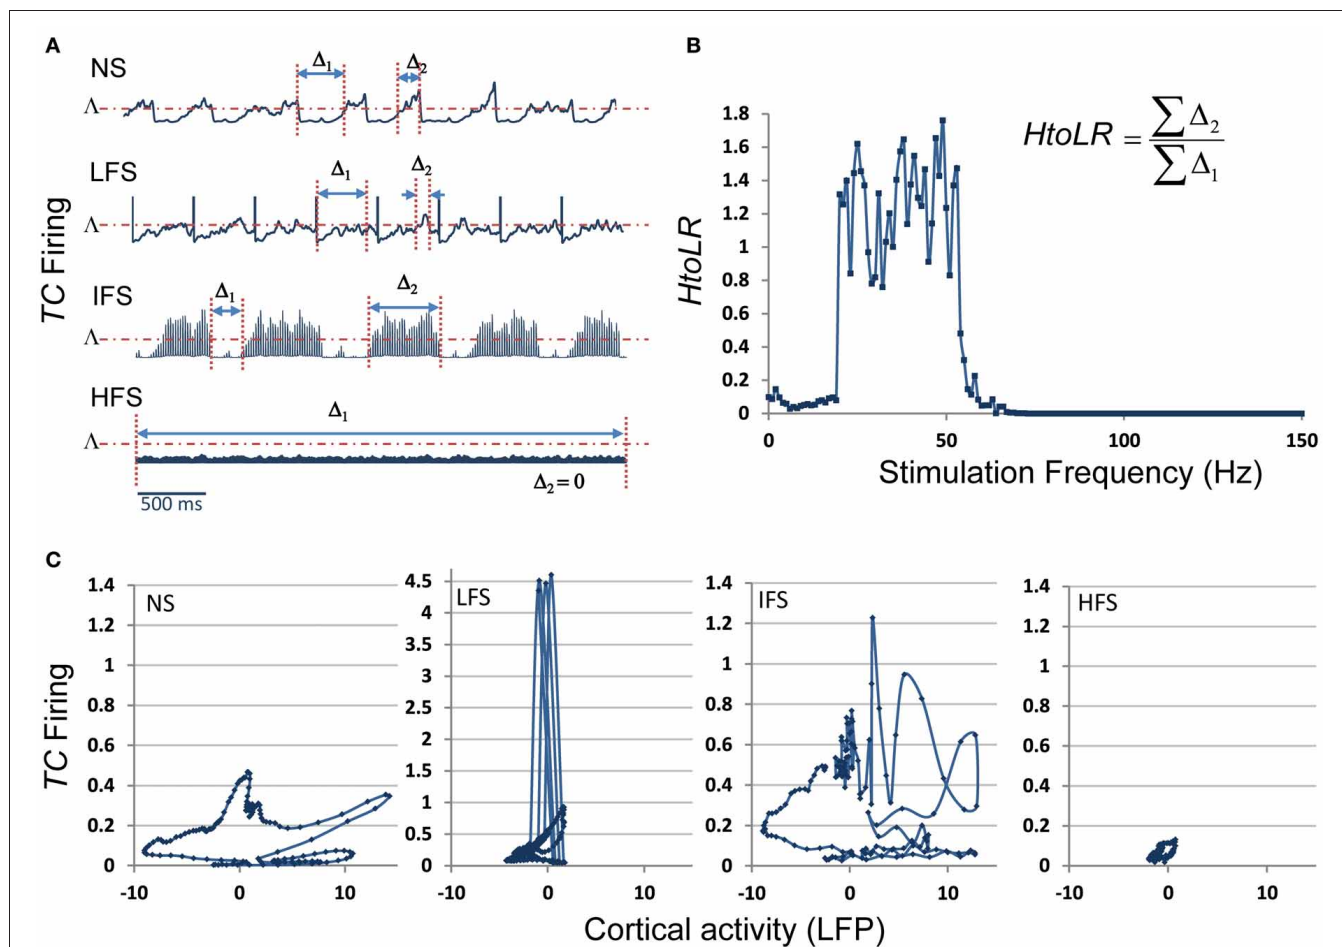 A
NS
Δ1
Δ2
Λ
LFS
Δ1
Δ2
Λ
IFS
Δ1
Δ2
Λ
HFS
Δ1
Λ
Δ2 = 0
500 ms
TC Firing
B
HtoLR = ∑Δ2 / ∑Δ1
1.8
1.6
1.4
1.2
1
0.8
0.6
0.4
0.2
0
HtoLR
0 50 100 150
Stimulation Frequency (Hz)
C
TC Firing
NS
1.4
1.2
1
0.8
0.6
0.4
0.2
0
-10 0 10
LFS
4.5
4
3.5
3
2.5
2
1.5
1
0.5
0
-10 0 10
IFS
1.4
1.2
1
0.8
0.6
0.4
0.2
0
-10 0 10
HFS
1.4
1.2
1
0.8
0.6
0.4
0.2
0
-10 0 10
Cortical activity (LFP)